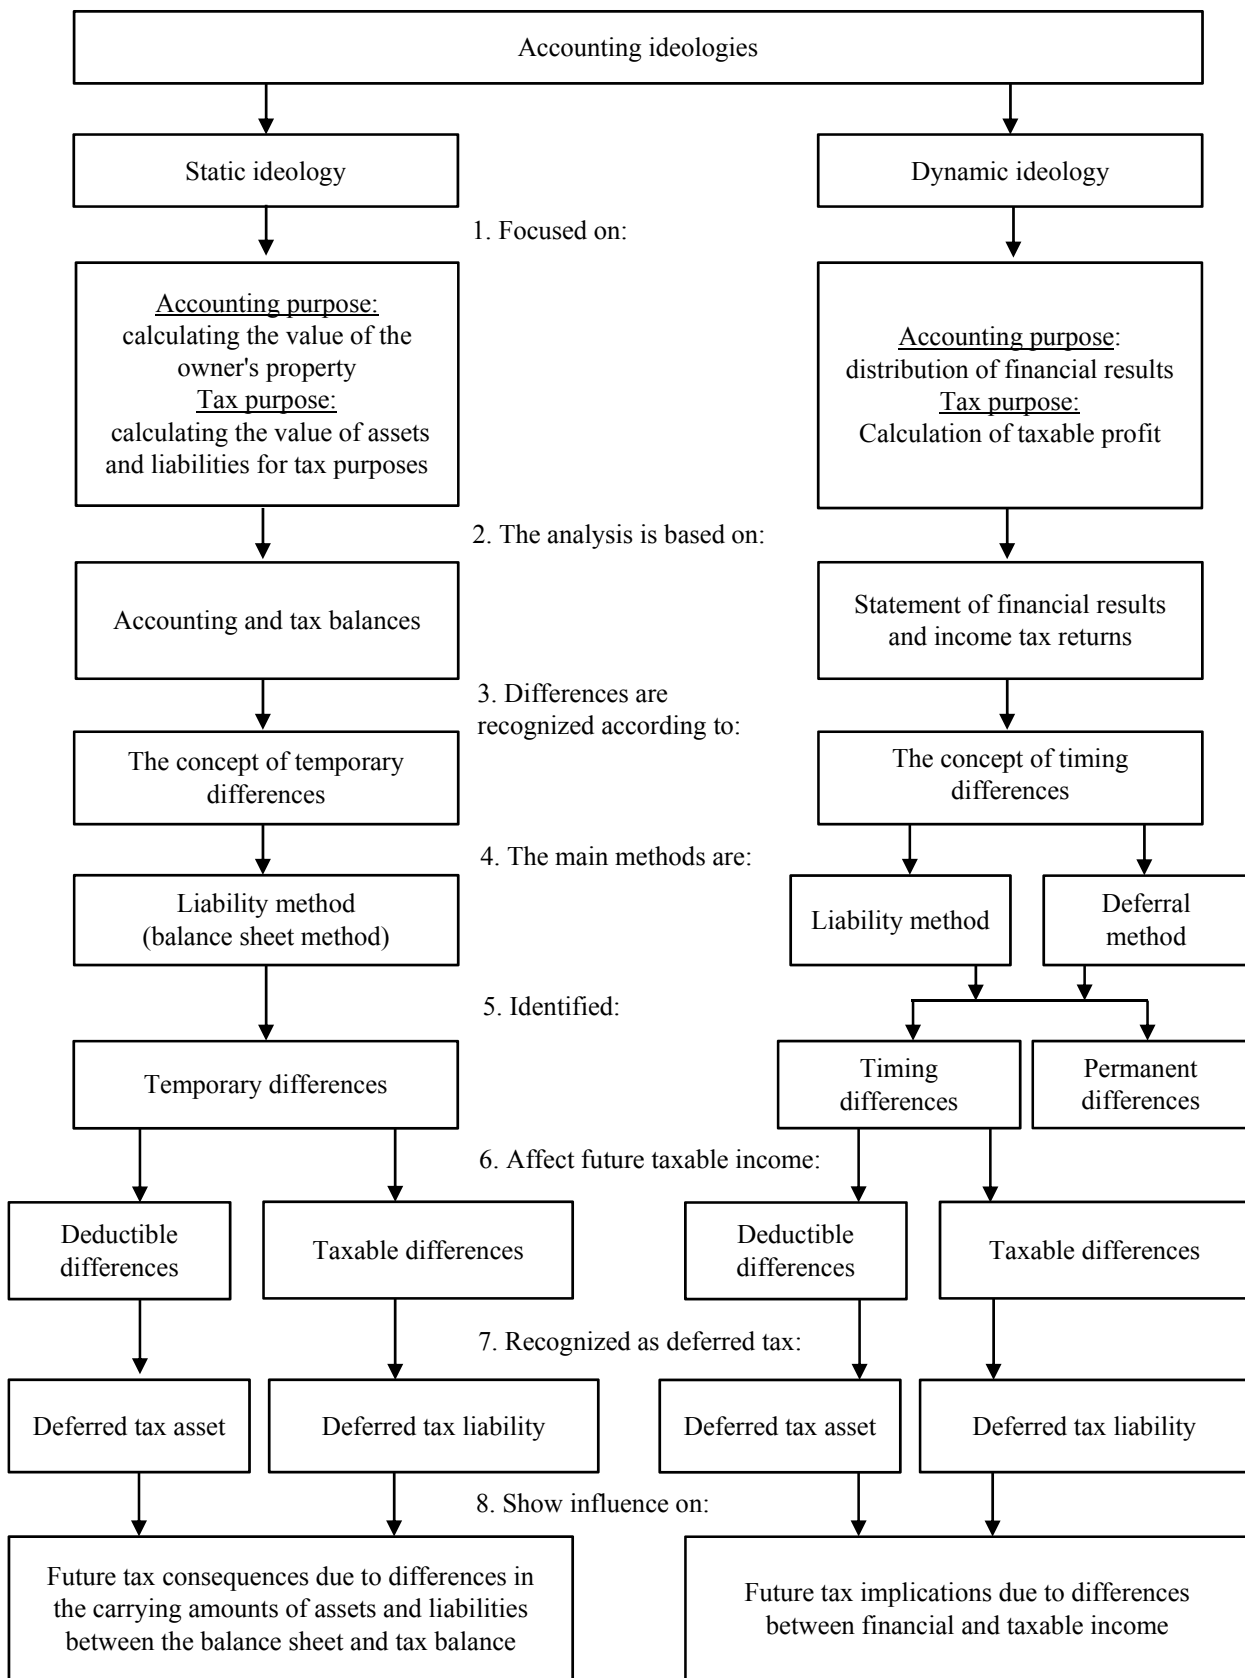 Accounting ideologies
Static ideology
Dynamic ideology
1. Focused on:
Accounting purpose:
calculating the value of the
owner's property
Tax purpose:
calculating the value of assets
and liabilities for tax purposes
Accounting purpose:
distribution of financial results
Tax purpose:
Calculation of taxable profit
2. The analysis is based on:
Accounting and tax balances
Statement of financial results
and income tax returns
3. Differences are
recognized according to:
The concept of temporary
differences
The concept of timing
differences
4. The main methods are:
Liability method
(balance sheet method)
Liability method
Deferral
method
5. Identified:
Temporary differences
Timing
differences
Permanent
differences
6. Affect future taxable income:
Deductible
differences
Taxable differences
Deductible
differences
Taxable differences
7. Recognized as deferred tax:
Deferred tax asset
Deferred tax liability
Deferred tax asset
Deferred tax liability
8. Show influence on:
Future tax consequences due to differences in
the carrying amounts of assets and liabilities
between the balance sheet and tax balance
Future tax implications due to differences
between financial and taxable income